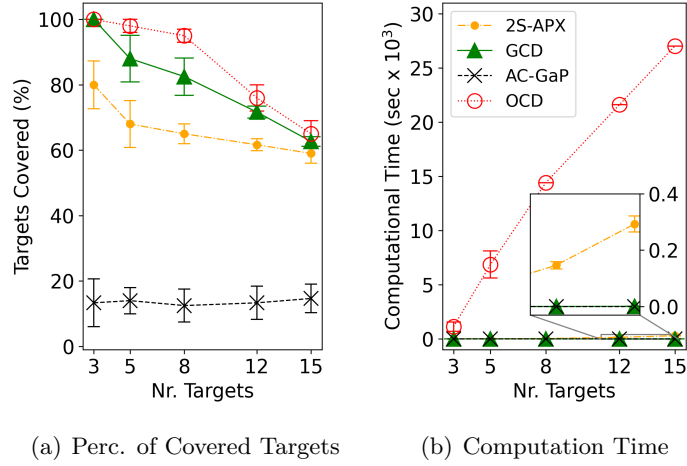 100
80
60
40
20
0
Targets Covered (%)
3 5 8 12 15
Nr. Targets
30
25
20
15
10
5
0
Computational Time (sec x 10³)
2S-APX
GCD
AC-GaP
OCD
0.4
0.2
0.0
3 5 8 12 15
Nr. Targets
(a) Perc. of Covered Targets
(b) Computation Time